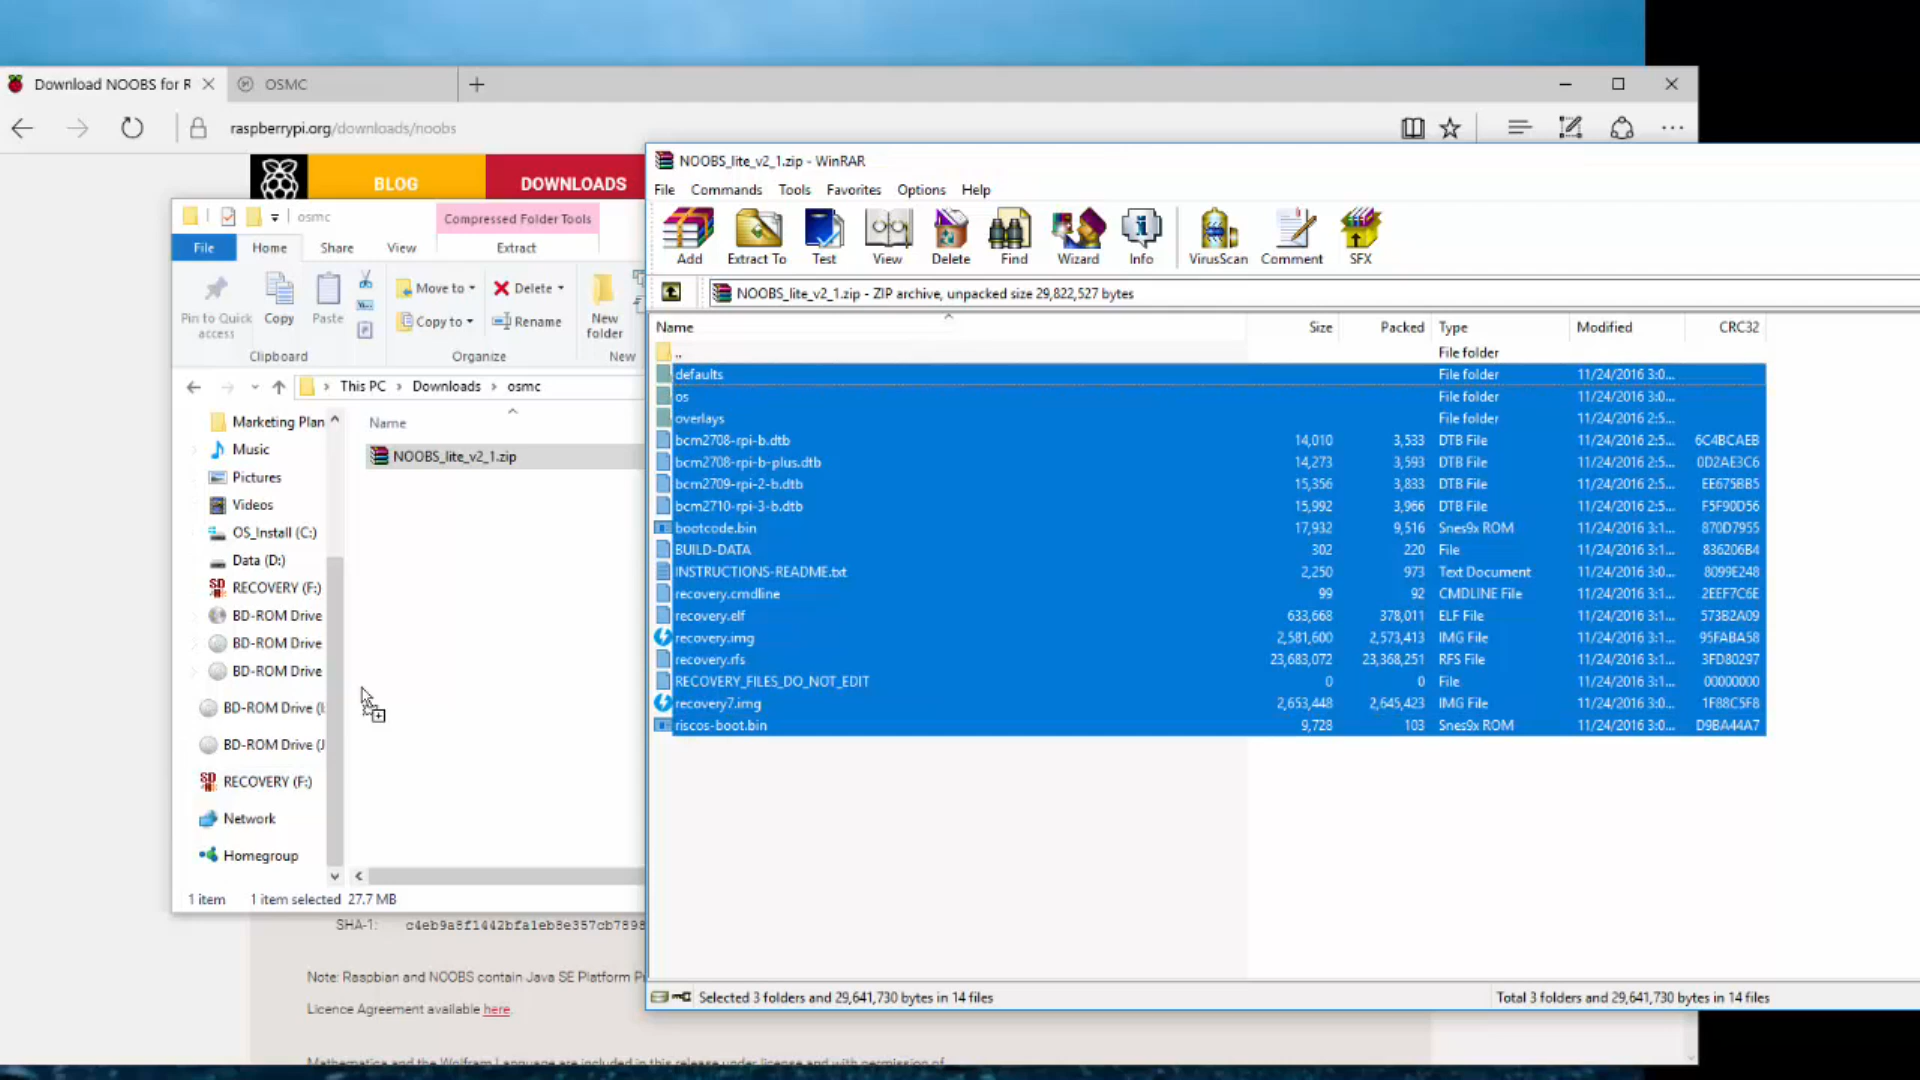 Download NOOBS for R
OSMC
raspberrypi.org/downloads/noobs
BLOG
DOWNLOADS
osmc
Compressed Folder Tools
File
Home
Share
View
Extract
Pin to Quick access
Copy
Paste
Move to
Copy to
Delete
Rename
New folder
Clipboard
Organize
New
This PC > Downloads > osmc
Name
NOOBS_lite_v2_1.zip
Marketing Plan
Music
Pictures
Videos
OS_Install (C:)
Data (D:)
RECOVERY (F:)
BD-ROM Drive
BD-ROM Drive
BD-ROM Drive
BD-ROM Drive (I:
BD-ROM Drive (J
RECOVERY (F:)
Network
Homegroup
1 item
1 item selected 27.7 MB
SHA-1:
Note: Raspbian and NOOBS contain Java SE Platform P
Licence Agreement available here.
Mathematica and the Wolfram Language are included in this release under license and with permission of
NOOBS_lite_v2_1.zip - WinRAR
File Commands Tools Favorites Options Help
Add Extract To Test View Delete Find Wizard Info VirusScan Comment SFX
NOOBS_lite_v2_1.zip - ZIP archive, unpacked size 29,822,527 bytes
Name Size Packed Type Modified CRC32
.. File folder
defaults File folder 11/24/2016 3:0...
os File folder 11/24/2016 3:0...
overlays File folder 11/24/2016 2:5...
bcm2708-rpi-b.dtb 14,010 3,533 DTB File 11/24/2016 2:5... 6C4BCAEB
bcm2708-rpi-b-plus.dtb 14,273 3,593 DTB File 11/24/2016 2:5... 0D2AE3C6
bcm2709-rpi-2-b.dtb 15,356 3,833 DTB File 11/24/2016 2:5... EE675BB5
bcm2710-rpi-3-b.dtb 15,992 3,966 DTB File 11/24/2016 2:5... F5F90D56
bootcode.bin 17,932 9,516 Snes9x ROM 11/24/2016 3:1... 870D7955
BUILD-DATA 302 220 File 11/24/2016 3:1... 836206B4
INSTRUCTIONS-README.txt 2,250 973 Text Document 11/24/2016 3:0... 8099E248
recovery.cmdline 99 92 CMDLINE File 11/24/2016 3:1... 2EEF7C6E
recovery.elf 633,668 378,011 ELF File 11/24/2016 3:1... 573B2A09
recovery.img 2,581,600 2,573,413 IMG File 11/24/2016 3:1... 95FABA58
recovery.rfs 23,683,072 23,368,251 RFS File 11/24/2016 3:1... 3FD80297
RECOVERY_FILES_DO_NOT_EDIT 0 0 File 11/24/2016 3:1... 00000000
recovery7.img 2,653,448 2,645,423 IMG File 11/24/2016 3:0... 1F88C5F8
riscos-boot.bin 9,728 103 Snes9x ROM 11/24/2016 3:0... D9BA44A7
Selected 3 folders and 29,641,730 bytes in 14 files
Total 3 folders and 29,641,730 bytes in 14 files